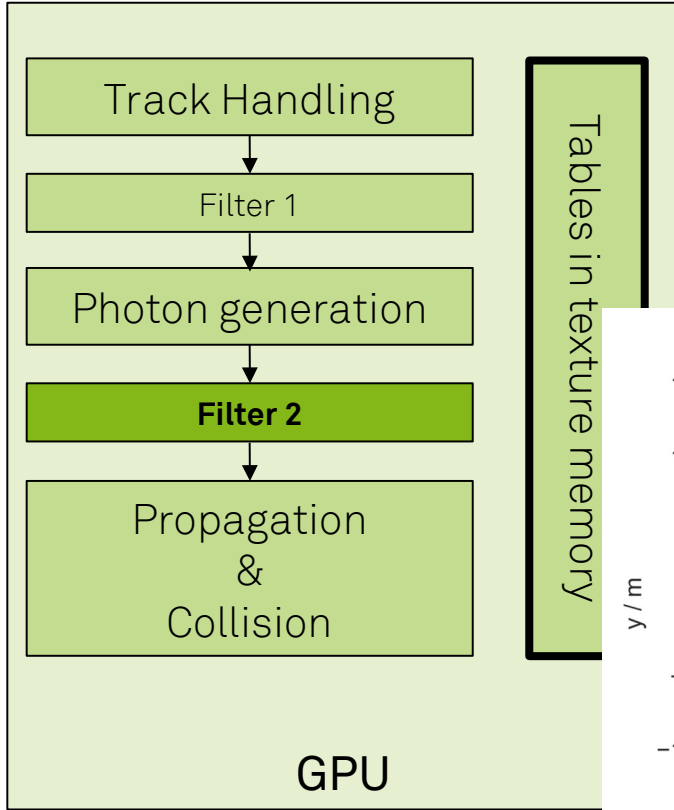 Track Handling
Filter 1
Photon generation
Filter 2
Propagation
&
Collision
Tables in texture memory
y / m
GPU